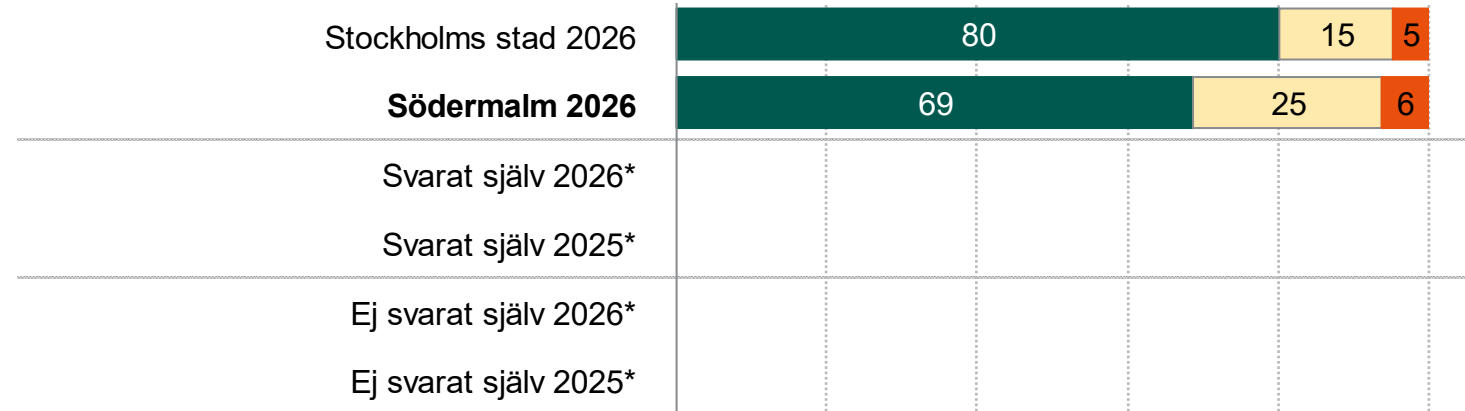 Stockholms stad 2026 80 15 5
Södermalm 2026 69 25 6
Svarat själv 2026*
Svarat själv 2025*
Ej svarat själv 2026*
Ej svarat själv 2025*